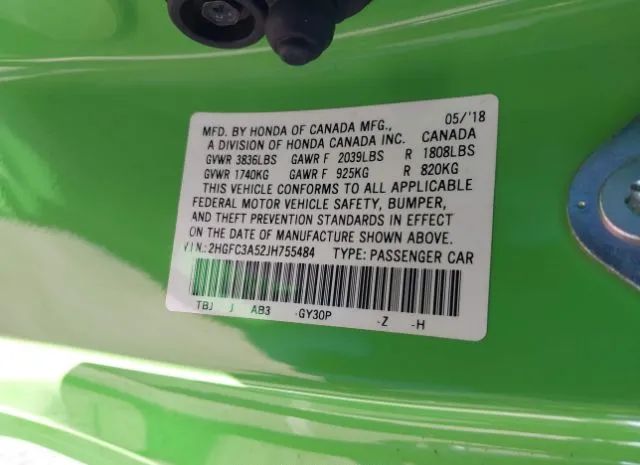 MFD. BY HONDA OF CANADA MFG., 05/'18
A DIVISION OF HONDA CANADA INC. CANADA
GVWR 3836LBS GAWR F 2039LBS R 1808LBS
GVWR 1740KG GAWR F 925KG R 820KG
THIS VEHICLE CONFORMS TO ALL APPLICABLE
FEDERAL MOTOR VEHICLE SAFETY, BUMPER,
AND THEFT PREVENTION STANDARDS IN EFFECT
ON THE DATE OF MANUFACTURE SHOWN ABOVE.
V.I.N.: 2HGFC3A52JH755484 TYPE: PASSENGER CAR
TBJ J AB3 -GY30P -Z -H